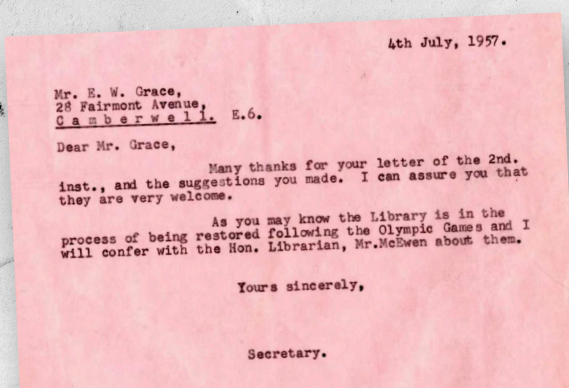 4th July, 1957.
Mr. E. W. Grace,
28 Fairmont Avenue,
C a m b e r w e l l.  E.6.
Dear Mr. Grace,
Many thanks for your letter of the 2nd.
inst., and the suggestions you made. I can assure you that
they are very welcome.
As you may know the Library is in the
process of being restored following the Olympic Games and I
will confer with the Hon. Librarian, Mr.McEwen about them.
Yours sincerely,
Secretary.